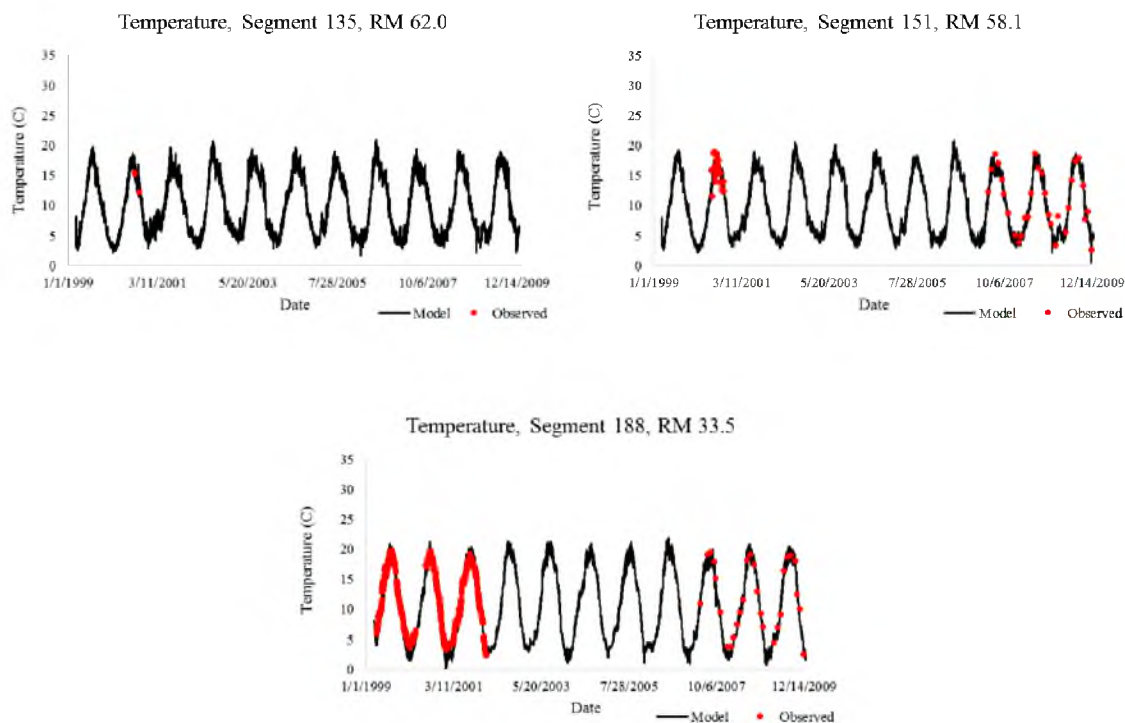 Temperature, Segment 135, RM 62.0
35
30
25
20
15
10
5
0
Temperature (C)
1/1/1999 3/11/2001 5/20/2003 7/28/2005 10/6/2007 12/14/2009
Date
Model Observed
Temperature, Segment 151, RM 58.1
35
30
25
20
15
10
5
0
Temperature (C)
1/1/1999 3/11/2001 5/20/2003 7/28/2005 10/6/2007 12/14/2009
Date
Model Observed
Temperature, Segment 188, RM 33.5
35
30
25
20
15
10
5
0
Temperature (C)
1/1/1999 3/11/2001 5/20/2003 7/28/2005 10/6/2007 12/14/2009
Date
Model Observed